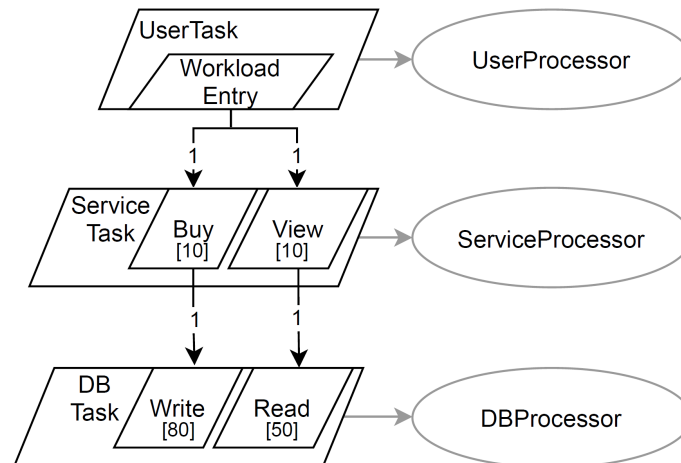 UserTask
Workload
Entry
UserProcessor
1
1
Service
Task
Buy
[10]
View
[10]
ServiceProcessor
1
1
DB
Task
Write
[80]
Read
[50]
DBProcessor